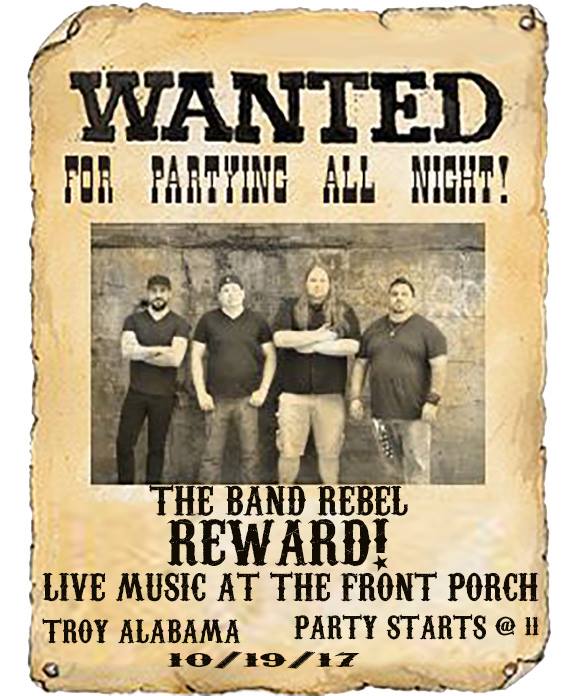 WANTED
FOR PARTYING ALL NIGHT!
THE BAND REBEL
REWARD!
LIVE MUSIC AT THE FRONT PORCH
TROY ALABAMA PARTY STARTS @ 11
10/19/17